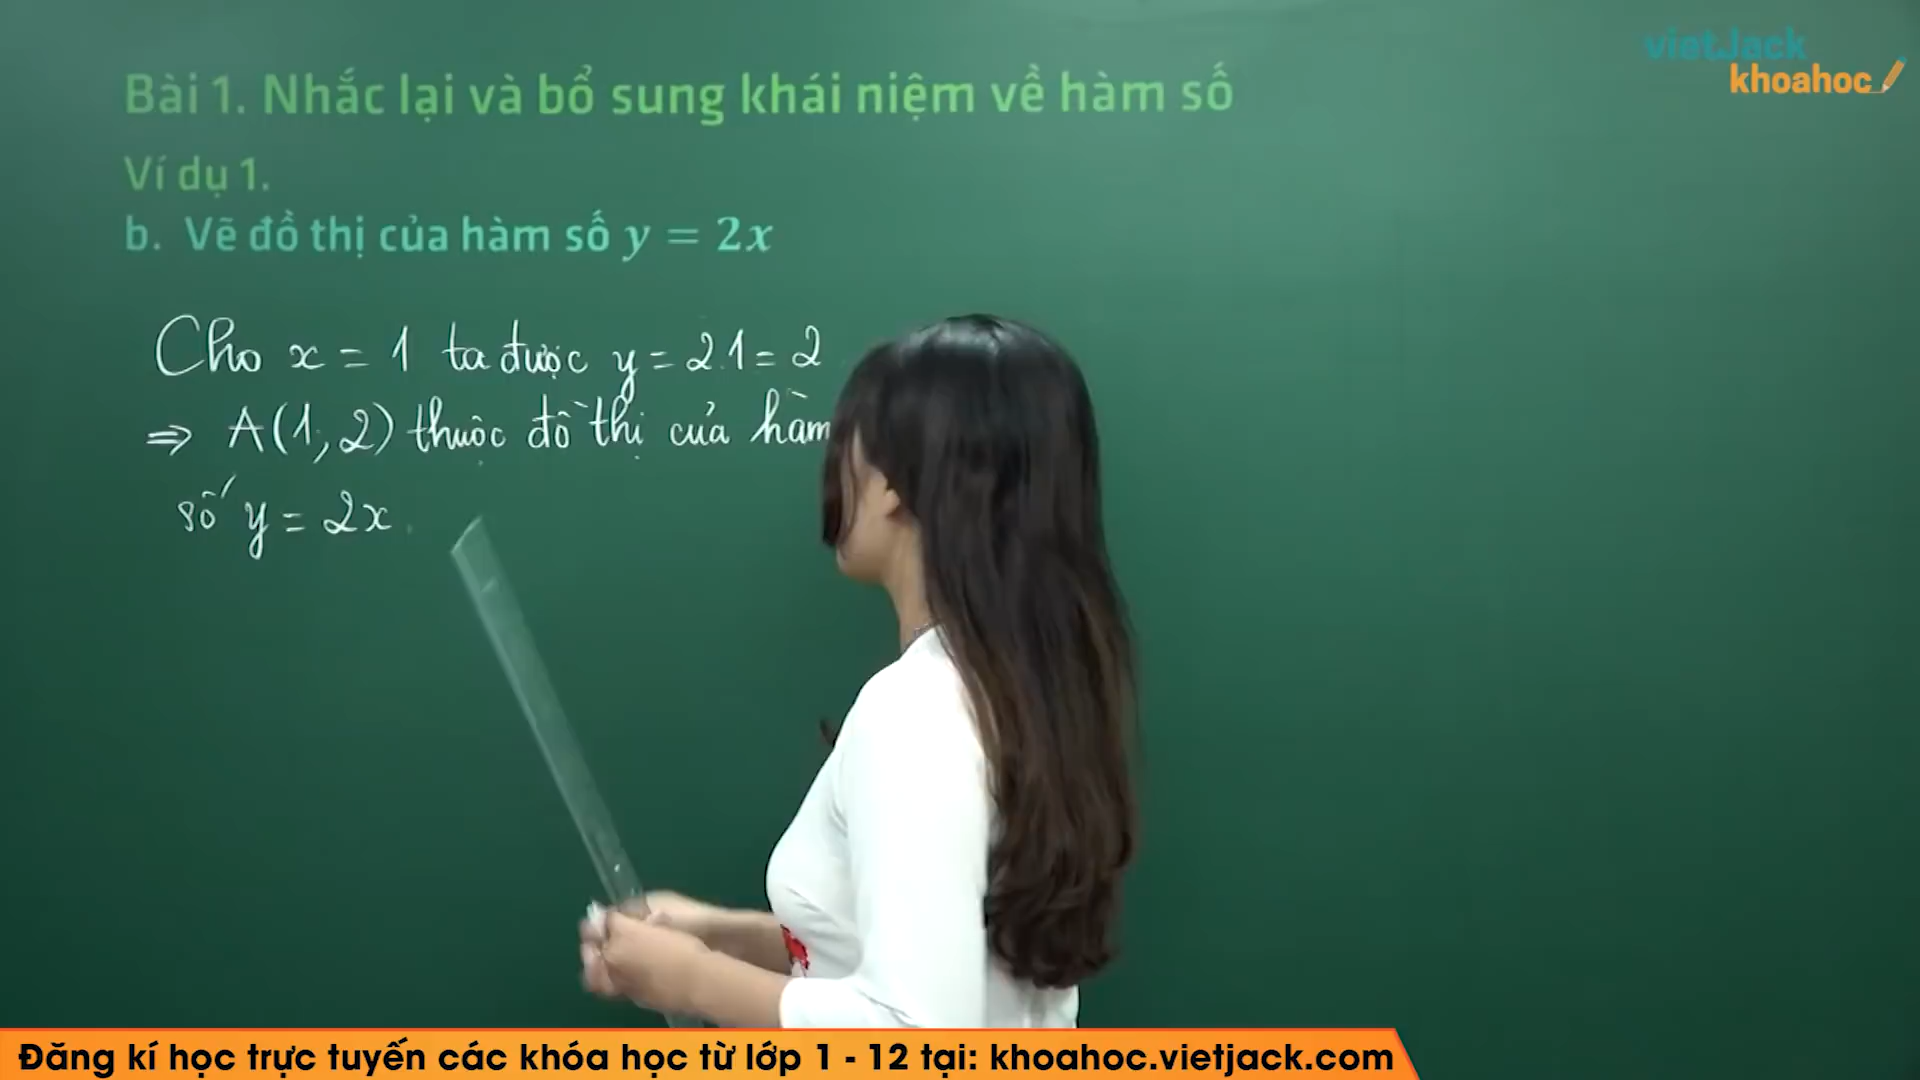 vietJack
khoahoc
Bài 1. Nhắc lại và bổ sung khái niệm về hàm số
Ví dụ 1.
b. Vẽ đồ thị của hàm số y = 2x
Cho x = 1 ta được y = 2.1 = 2
⇒ A(1, 2) thuộc đồ thị của hàm
số y = 2x
Đăng kí học trực tuyến các khóa học từ lớp 1 - 12 tại: khoahoc.vietjack.com